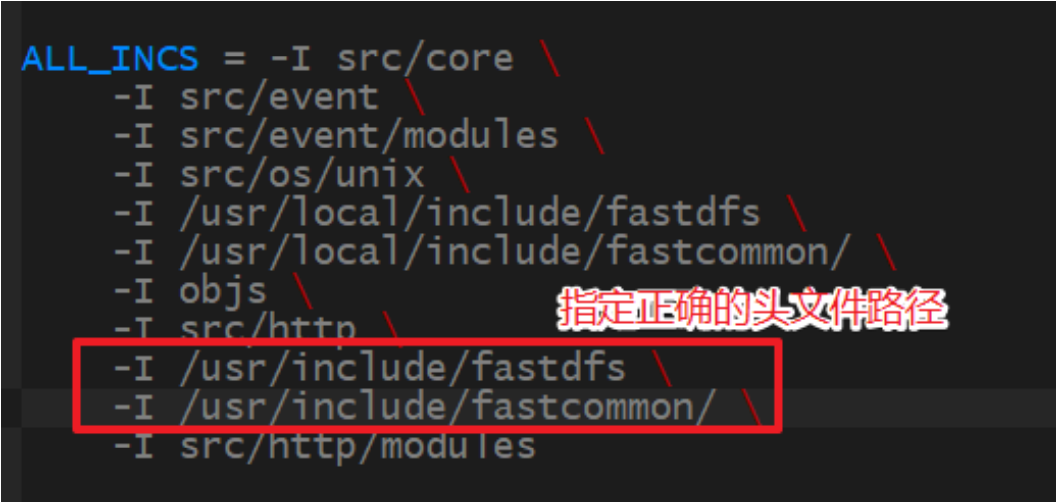 ALL_INCS = -I src/core \
-I src/event \
-I src/event/modules \
-I src/os/unix \
-I /usr/local/include/fastdfs \
-I /usr/local/include/fastcommon/ \
-I objs \
指定正确的头文件路径
-I src/http \
-I /usr/include/fastdfs \
-I /usr/include/fastcommon/ \
-I src/http/modules